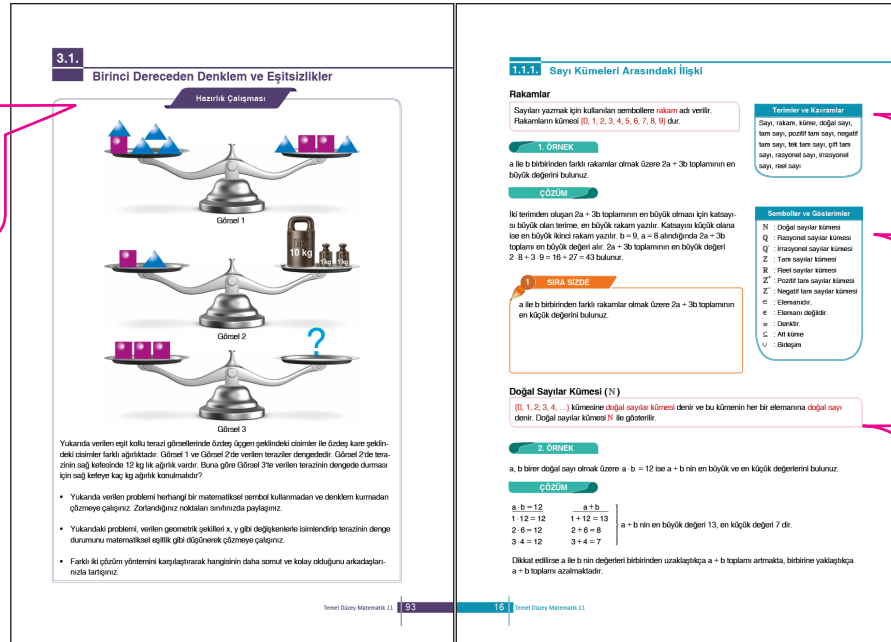 3.1.
Birinci Dereceden Denklem ve Eşitsizlikler
Hazırlık Çalışması
Görsel 1
10 kg
1 kg
1 kg
Görsel 2
?
Görsel 3
Yukarıda verilen eşit kollu terazi görsellerinde özdeş üçgen şeklindeki cisimler ile özdeş kare şeklin-
deki cisimler farklı ağırlıktadır. Görsel 1 ve Görsel 2'de verilen teraziler dengededir. Görsel 2'de tera-
zinin sağ kefesinde 12 kg lık ağırlık vardır. Buna göre Görsel 3'te verilen terazinin dengede durması
için sağ kefeye kaç kg ağırlık konulmalıdır?
• Yukarıda verilen problemi herhangi bir matematiksel sembol kullanmadan ve denklem kurmadan
çözmeye çalışınız. Zorlandığınız noktaları sınıfınızda paylaşınız.
• Yukarıdaki problemi, verilen geometrik şekilleri x, y gibi değişkenlerle isimlendirip terazinin denge
durumunu matematiksel eşitlik gibi düşünerek çözmeye çalışınız.
• Farklı iki çözüm yöntemini karşılaştırarak hangisinin daha somut ve kolay olduğunu arkadaşları-
nızla tartışınız.
Temel Düzey Matematik 11 93
1.1.1. Sayı Kümeleri Arasındaki İlişki
Rakamlar
Sayıları yazmak için kullanılan sembollere rakam adı verilir.
Rakamların kümesi {0, 1, 2, 3, 4, 5, 6, 7, 8, 9} dur.
1. ÖRNEK
a ile b birbirinden farklı rakamlar olmak üzere 2a + 3b toplamının en
büyük değerini bulunuz.
ÇÖZÜM
İki terimden oluşan 2a + 3b toplamının en büyük olması için katsayı-
sı büyük olan terime, en büyük rakam yazılır. Katsayısı küçük olana
ise en büyük ikinci rakam yazılır. b = 9, a = 8 alındığında 2a + 3b
toplamı en büyük değeri alır. 2a + 3b toplamının en büyük değeri
2 · 8 + 3 · 9 = 16 + 27 = 43 bulunur.
1 SIRA SİZDE
a ile b birbirinden farklı rakamlar olmak üzere 2a + 3b toplamının
en küçük değerini bulunuz.
Terimler ve Kavramlar
Sayı, rakam, küme, doğal sayı,
tam sayı, pozitif tam sayı, negatif
tam sayı, tek tam sayı, çift tam
sayı, rasyonel sayı, irrasyonel
sayı, reel sayı
Semboller ve Gösterimler
N : Doğal sayılar kümesi
Q : Rasyonel sayılar kümesi
Q' : İrrasyonel sayılar kümesi
Z : Tam sayılar kümesi
R : Reel sayılar kümesi
Z⁺ : Pozitif tam sayılar kümesi
Z⁻ : Negatif tam sayılar kümesi
∈ : Elemanıdır.
∉ : Elemanı değildir.
≡ : Denktir.
⊆ : Alt küme
∪ : Birleşim
Doğal Sayılar Kümesi (N)
{0, 1, 2, 3, 4, …} kümesine doğal sayılar kümesi denir ve bu kümenin her bir elemanına doğal sayı
denir. Doğal sayılar kümesi N ile gösterilir.
2. ÖRNEK
a, b birer doğal sayı olmak üzere a · b = 12 ise a + b nin en büyük ve en küçük değerlerini bulunuz.
ÇÖZÜM
a · b = 12 a + b
1 · 12 = 12 1 + 12 = 13
2 · 6 = 12 2 + 6 = 8
3 · 4 = 12 3 + 4 = 7
a + b nin en büyük değeri 13, en küçük değeri 7 dir.
Dikkat edilirse a ile b nin değerleri birbirinden uzaklaştıkça a + b toplamı artmakta, birbirine yaklaştıkça
a + b toplamı azalmaktadır.
16 Temel Düzey Matematik 11